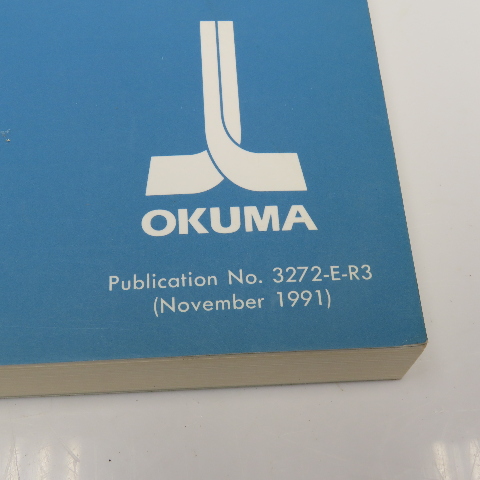 OKUMA
Publication No. 3272-E-R3
(November 1991)